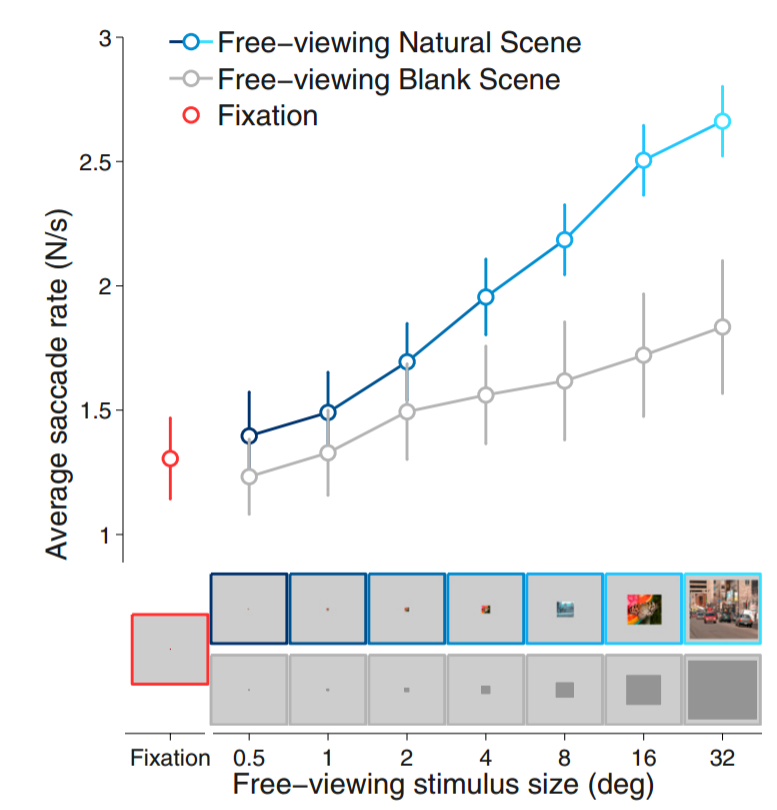 3
Free−viewing Natural Scene
Free−viewing Blank Scene
Fixation
2.5
2
1.5
1
Average saccade rate (N/s)
Fixation 0.5 1 2 4 8 16 32
Free−viewing stimulus size (deg)